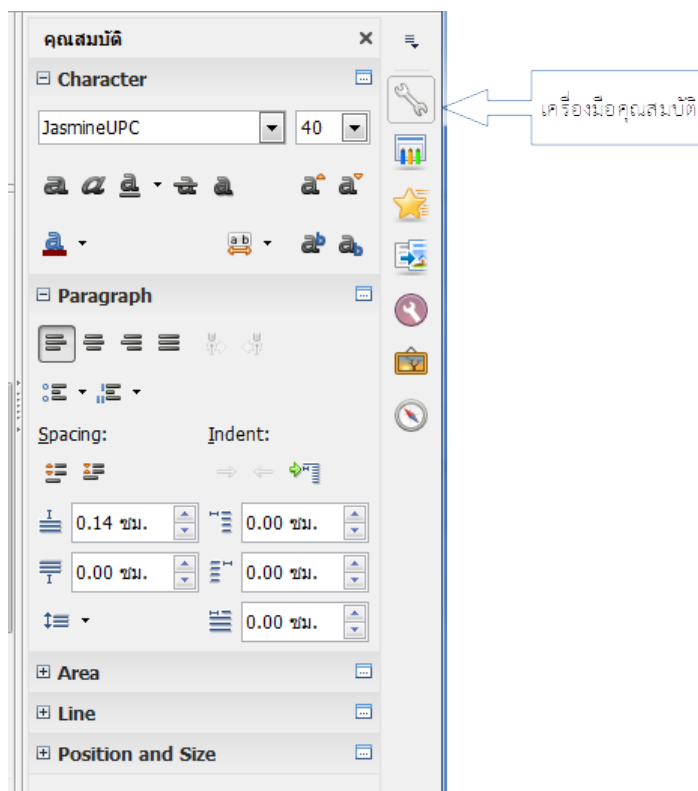 คุณสมบัติ
Character
เครื่องมือคุณสมบัติ
JasmineUPC 40
Paragraph
Spacing: Indent:
0.14 ซม. 0.00 ซม.
0.00 ซม. 0.00 ซม.
0.00 ซม.
Area
Line
Position and Size